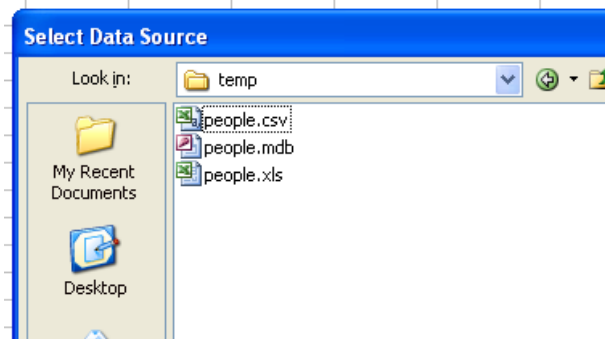 Select Data Source
Look in:
temp
people.csv
people.mdb
people.xls
My Recent
Documents
Desktop